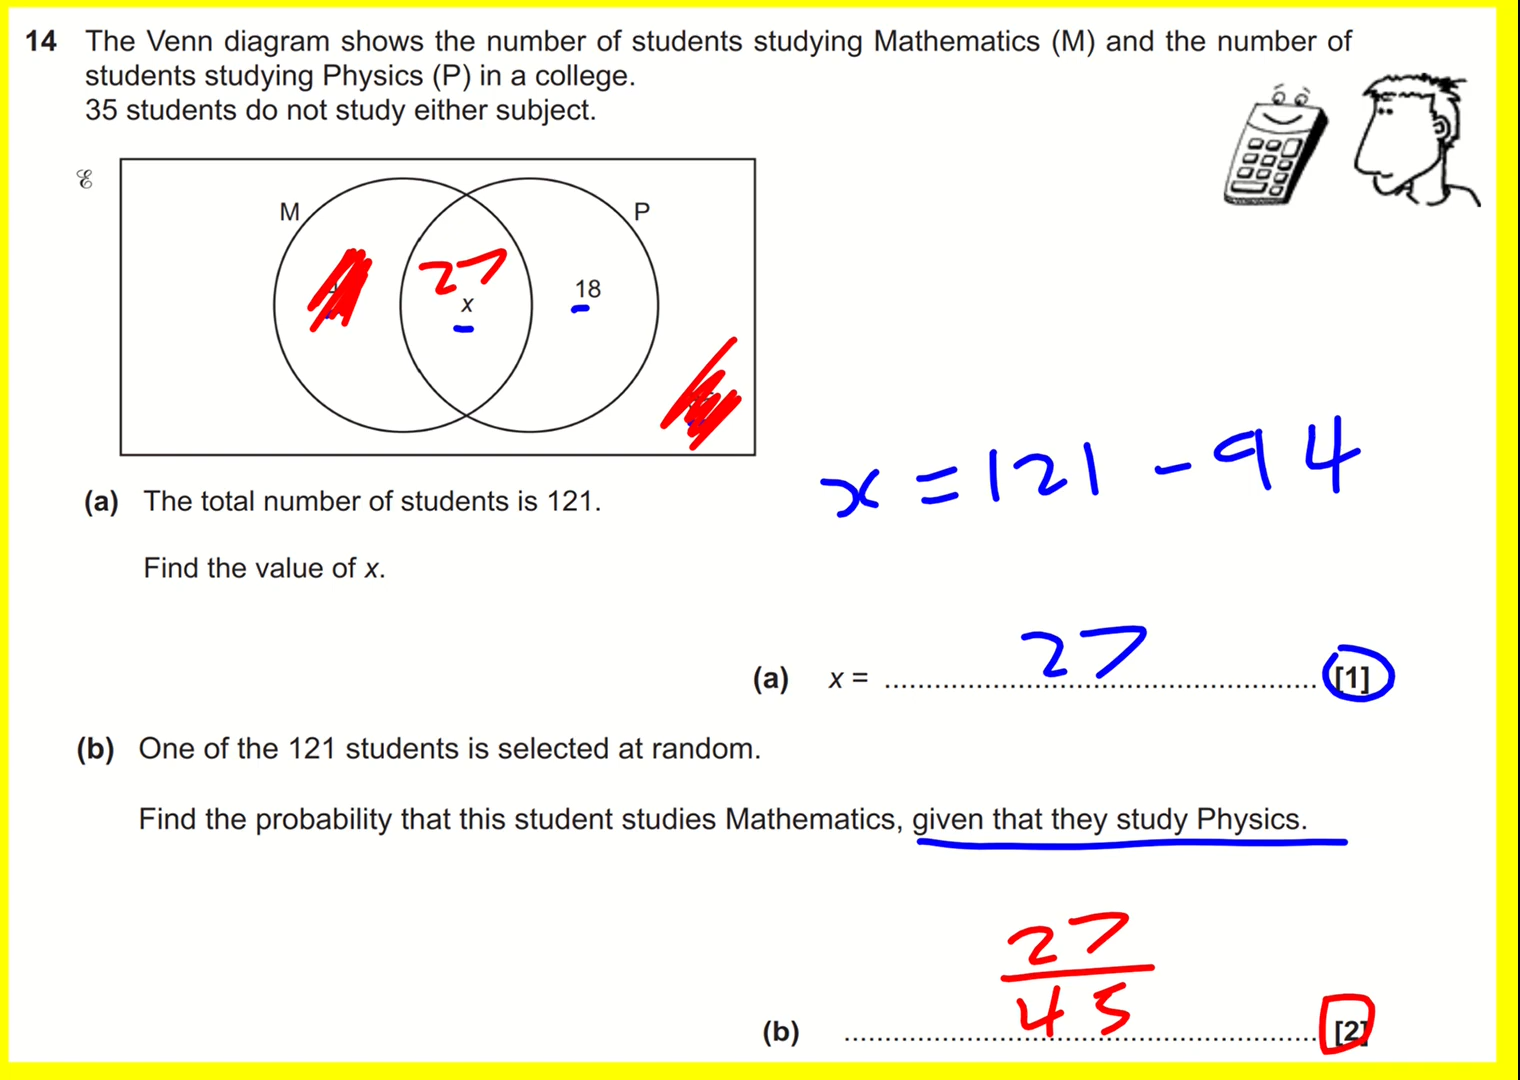 14 The Venn diagram shows the number of students studying Mathematics (M) and the number of
students studying Physics (P) in a college.
35 students do not study either subject.
ℰ
M
P
27
x
18
x = 121 - 94
(a) The total number of students is 121.
Find the value of x.
27
(a) x = .......................................................... [1]
(b) One of the 121 students is selected at random.
Find the probability that this student studies Mathematics, given that they study Physics.
27
45
(b) ................................................................ [2]